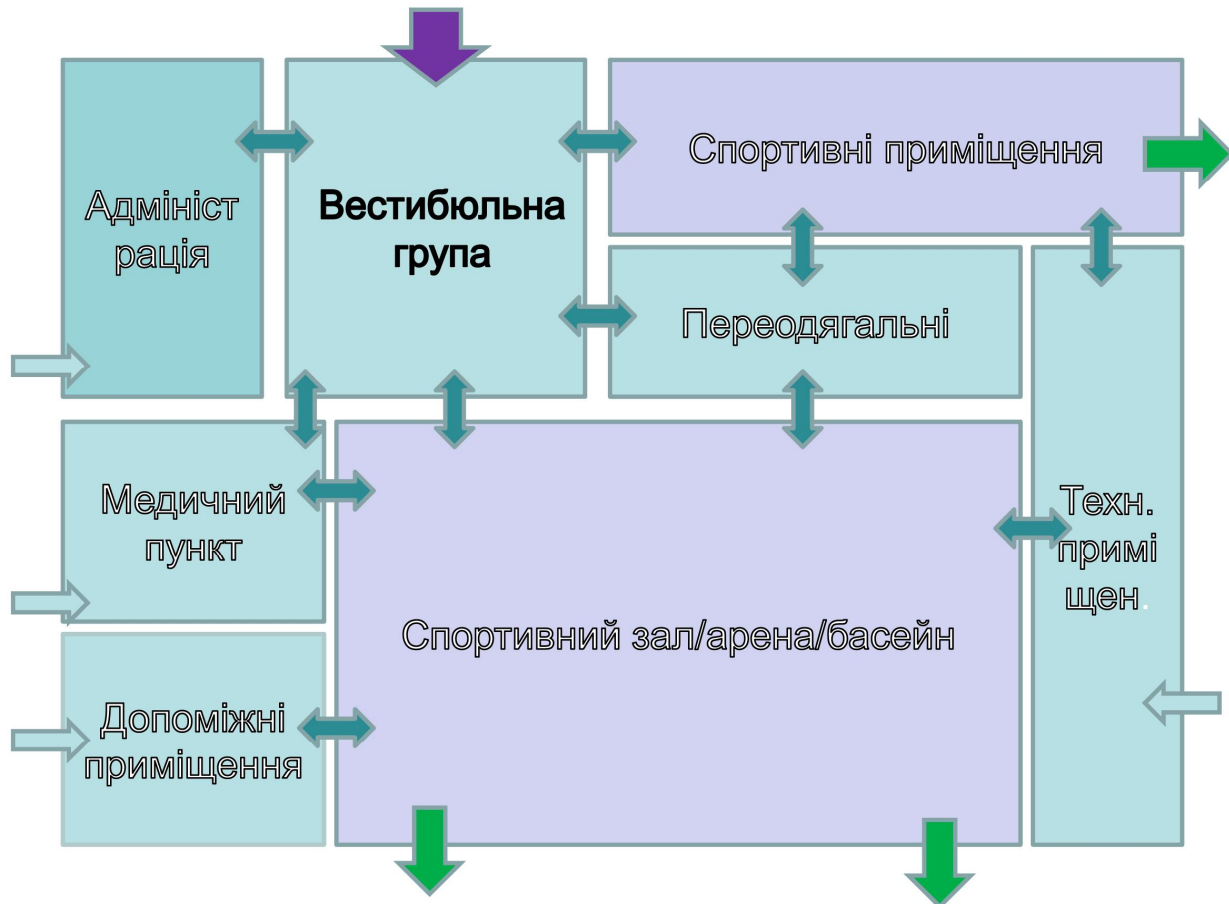 Адмініст
рація
Вестибюльна
група
Спортивні приміщення
Переодягальні
Медичний
пункт
Техн.
примі
щен.
Спортивний зал/арена/басейн
Допоміжні
приміщення